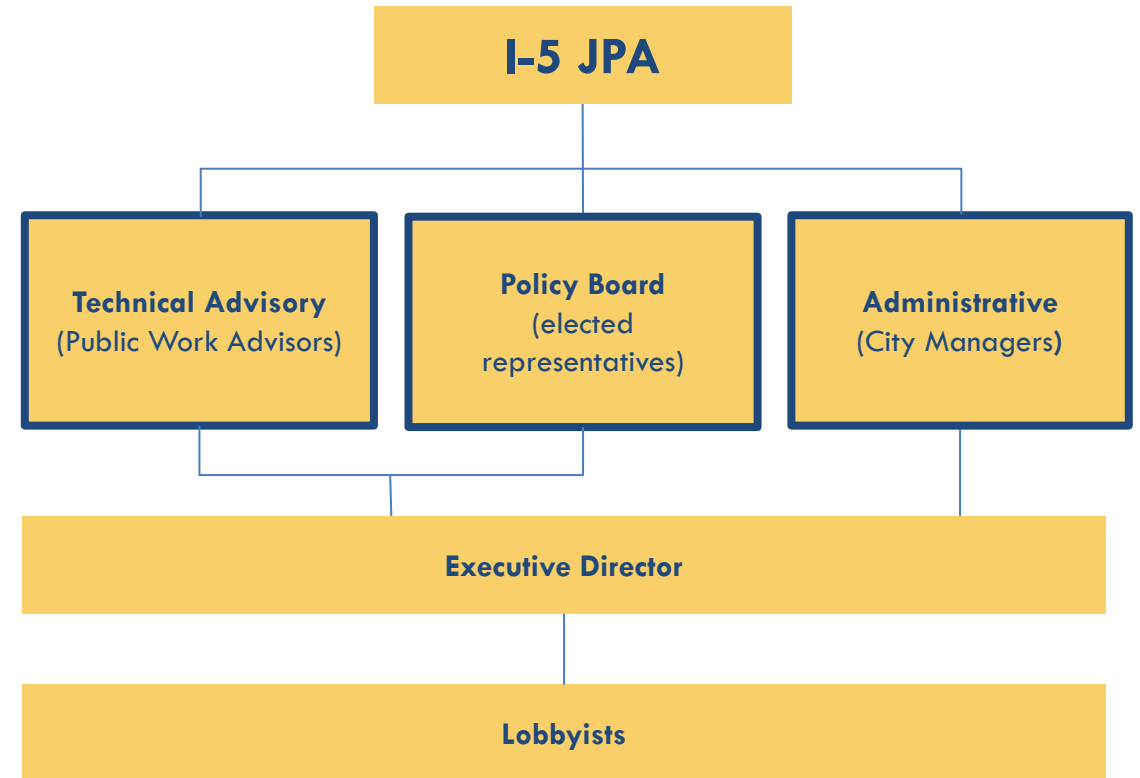 I-5 JPA
Technical Advisory
(Public Work Advisors)
Policy Board
(elected
representatives)
Administrative
(City Managers)
Executive Director
Lobbyists